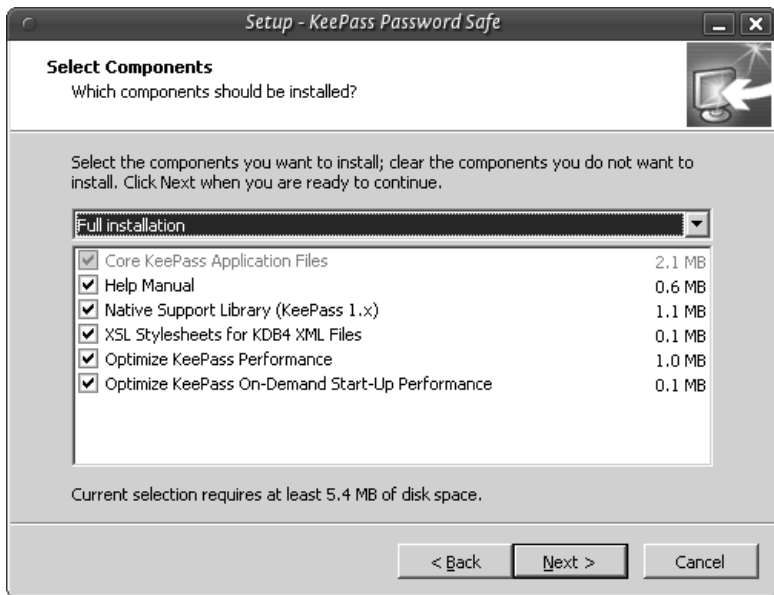 Setup - KeePass Password Safe
Select Components
Which components should be installed?
Select the components you want to install; clear the components you do not want to
install. Click Next when you are ready to continue.
Full installation
Core KeePass Application Files 2.1 MB
Help Manual 0.6 MB
Native Support Library (KeePass 1.x) 1.1 MB
XSL Stylesheets for KDB4 XML Files 0.1 MB
Optimize KeePass Performance 1.0 MB
Optimize KeePass On-Demand Start-Up Performance 0.1 MB
Current selection requires at least 5.4 MB of disk space.
< Back Next > Cancel